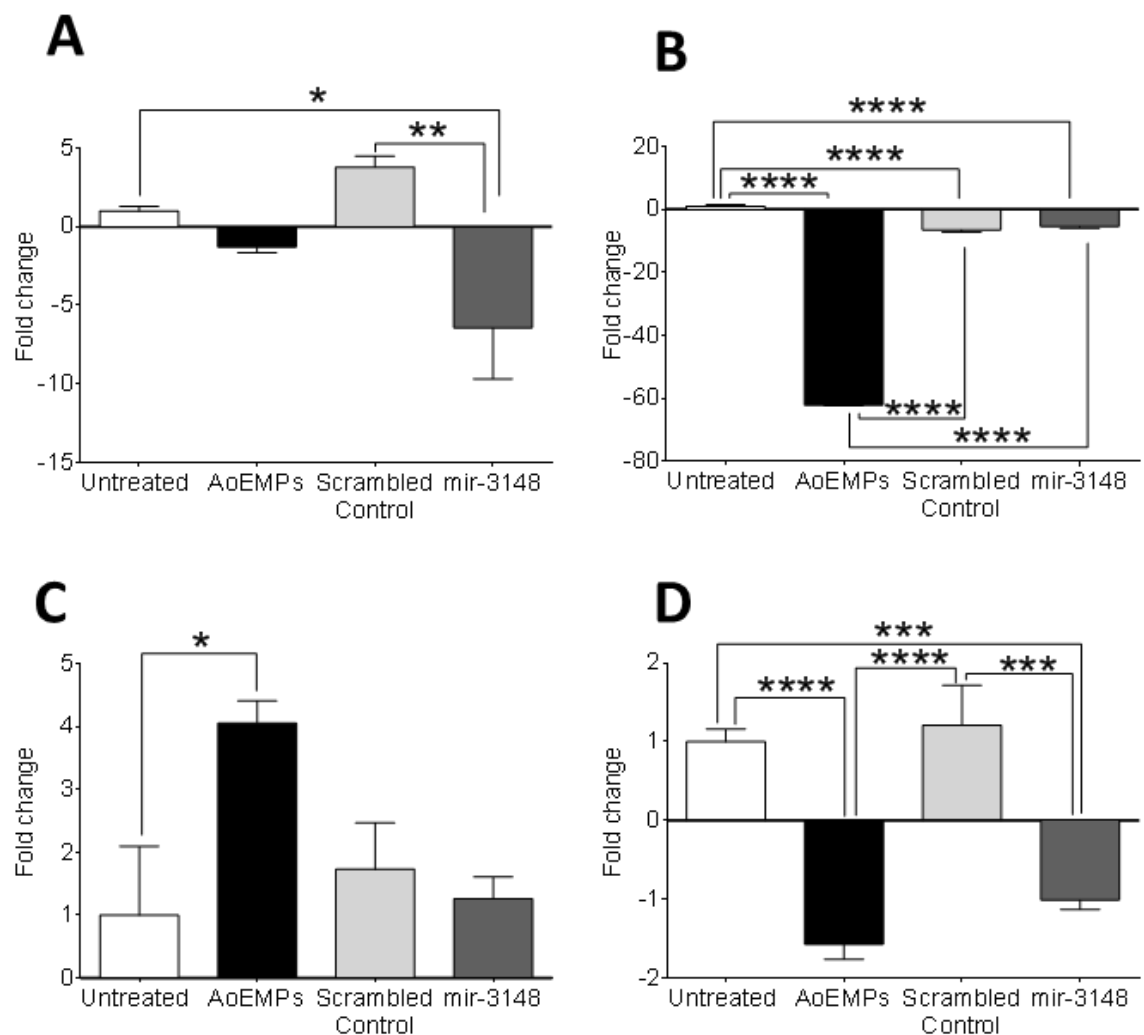 A
*
**
5
0
-5
-10
-15
Fold change
Untreated AoEMPs Scrambled mir-3148
Control
B
****
****
****
20
0
-20
-40
-60
-80
Fold change
****
****
Untreated AoEMPs Scrambled mir-3148
Control
C
*
5
4
3
2
1
0
Fold change
Untreated AoEMPs Scrambled mir-3148
Control
D
***
****
***
****
2
1
0
-1
-2
Fold change
Untreated AoEMPs Scrambled mir-3148
Control